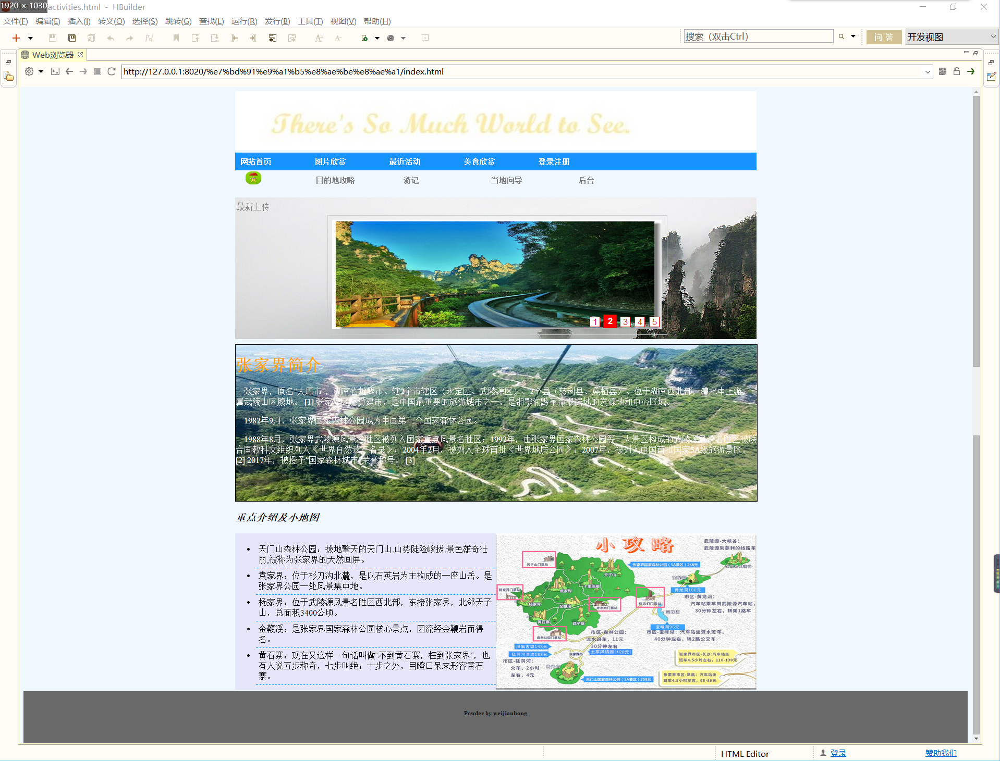 1920 × 1030
activities.html - HBuilder
文件(F) 编辑(E) 插入(I) 转义(O) 选择(S) 跳转(G) 查找(L) 运行(R) 发行(B) 工具(T) 视图(V) 帮助(H)
搜索（双击Ctrl） 问 答 开发视图
Web浏览器
http://127.0.0.1:8020/%e7%bd%91%e9%a1%b5%e8%ae%be%e8%ae%a1/index.html
There's So Much World to See.
网站首页 图片欣赏 最近活动 美食欣赏 登录注册
目的地攻略 游记 当地向导 后台
最新上传
1 2 3 4 5
张家界简介
张家界，原名“大庸市”，湖南省地级市。辖2个市辖区（永定区、武陵源区）、2个县（慈利县、桑植县）。位于湖南西北部，澧水中上游，
属武陵山区腹地。 [1] 张家界因旅游建市，是中国最重要的旅游城市之一，是湘鄂渝黔革命根据地的发源地和中心区域。
1982年9月，张家界国家森林公园成为中国第一个国家森林公园。
1988年8月，张家界武陵源风景名胜区被列入国家重点风景名胜区；1992年，由张家界国家森林公园等三大景区构成的武陵源风景名胜区被联
合国教科文组织列入《世界自然遗产名录》；2004年2月，被列入全球首批《世界地质公园》；2007年，被列入中国首批国家5A级旅游景区。
[2] 2017年，被授予“国家森林城市”荣誉称号。 [3]
重点介绍及小地图
天门山森林公园：拔地擎天的天门山,山势陡险峻拔,景色雄奇壮
丽,被称为张家界的天然画屏。
袁家界：位于杉刀沟北麓，是以石英岩为主构成的一座山岳。是
张家界公园一处风景集中地。
杨家界：位于武陵源风景名胜区西北部，东接张家界，北邻天子
山，总面积3400公顷。
金鞭溪：是张家界国家森林公园核心景点，因流经金鞭岩而得
名。
黄石寨：现在又这样一句话叫做“不到黄石寨，枉到张家界”，也
有人说五步称奇，七步叫绝；十步之外，目瞪口呆来形容黄石
寨。
小攻略
武陵源-大峡谷：
武陵源到慈利的线路车
天子山门票站
张家界国家森林公园（5A景区）248元
天子山
黄龙洞
杨家界门票站
袁家界
十里画廊
黄龙洞100元
市区-黄龙洞：
汽车站乘车到武陵源汽车站，
30分钟左右，转乘1路车
杨家界
金鞭溪
标志门门票站
宝峰湖
黄石寨
鹞子寨
宝峰湖96元
森林公园门票站
市区-森林公园：
流水班车，11元
30分钟左右
市区-宝峰湖：汽车站坐流水班车，
40分钟左右，转2路公交车
凤凰古城148元
猛洞河漂流188元
张家界市
土家风情园(120元)
市区-猛洞河：
火车，2小时
左右，4元
天门山
天门山国家森林公园（5A景区）258元
张家界市区-长沙：汽车站坐
班车4.5小时左右，110-130元
张家界市区-凤凰：汽车站坐
班车4.5小时左右，65-80元
Powder by weijianhong
HTML Editor 登录 赞助我们